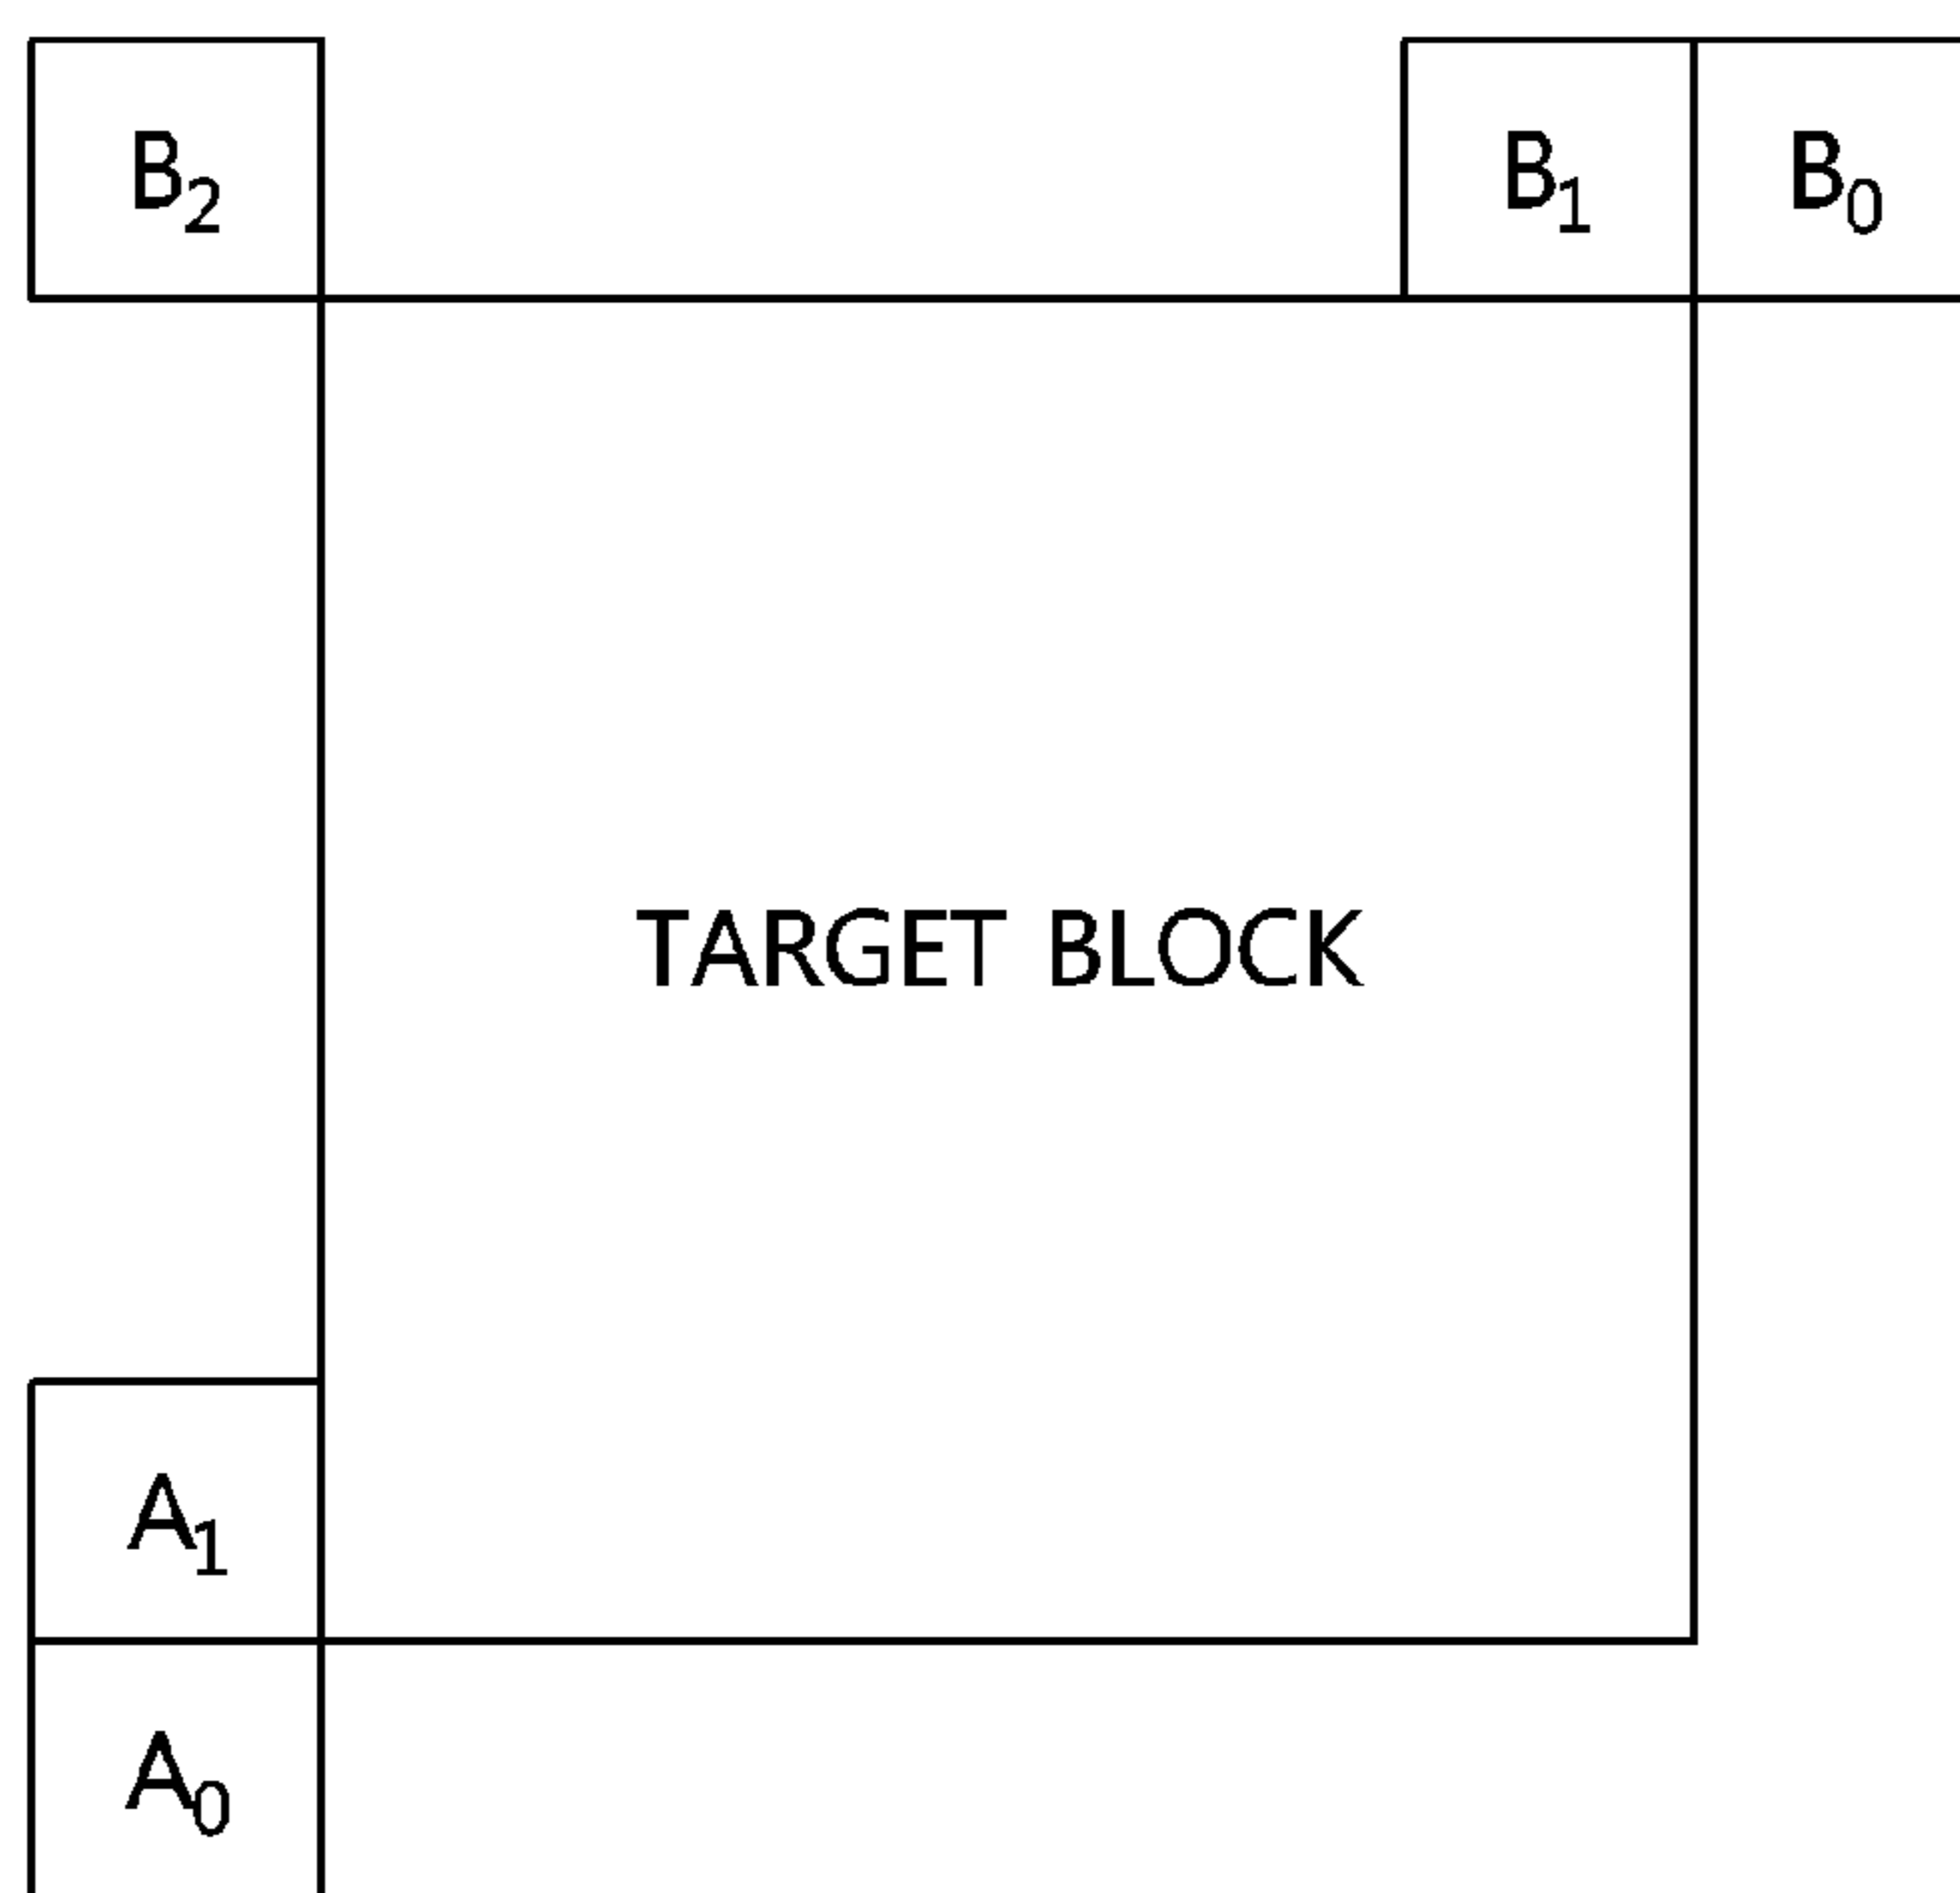 B₂ B₁ B₀
TARGET BLOCK
A₁
A₀